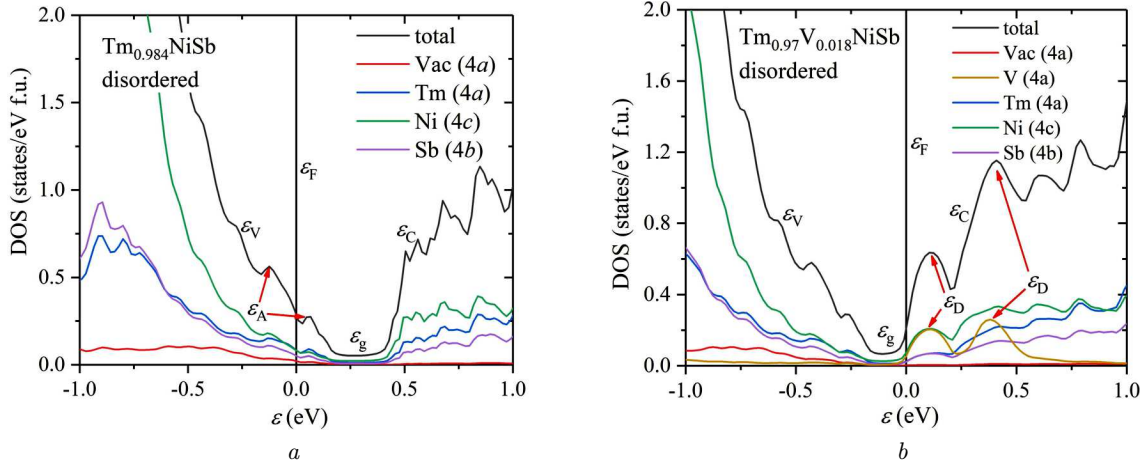 2.0
1.5
1.0
0.5
0.0
DOS (states/eV f.u.)
Tm0.984NiSb
disordered
total
Vac (4a)
Tm (4a)
Ni (4c)
Sb (4b)
εF
εV
εC
εA
εg
-1.0 -0.5 0.0 0.5 1.0
ε (eV)
a
2.0
1.6
1.2
0.8
0.4
0.0
DOS (states/eV f.u.)
Tm0.97V0.018NiSb
disordered
total
Vac (4a)
V (4a)
Tm (4a)
Ni (4c)
Sb (4b)
εF
εV
εC
εD
εD
εg
-1.0 -0.5 0.0 0.5 1.0
ε (eV)
b